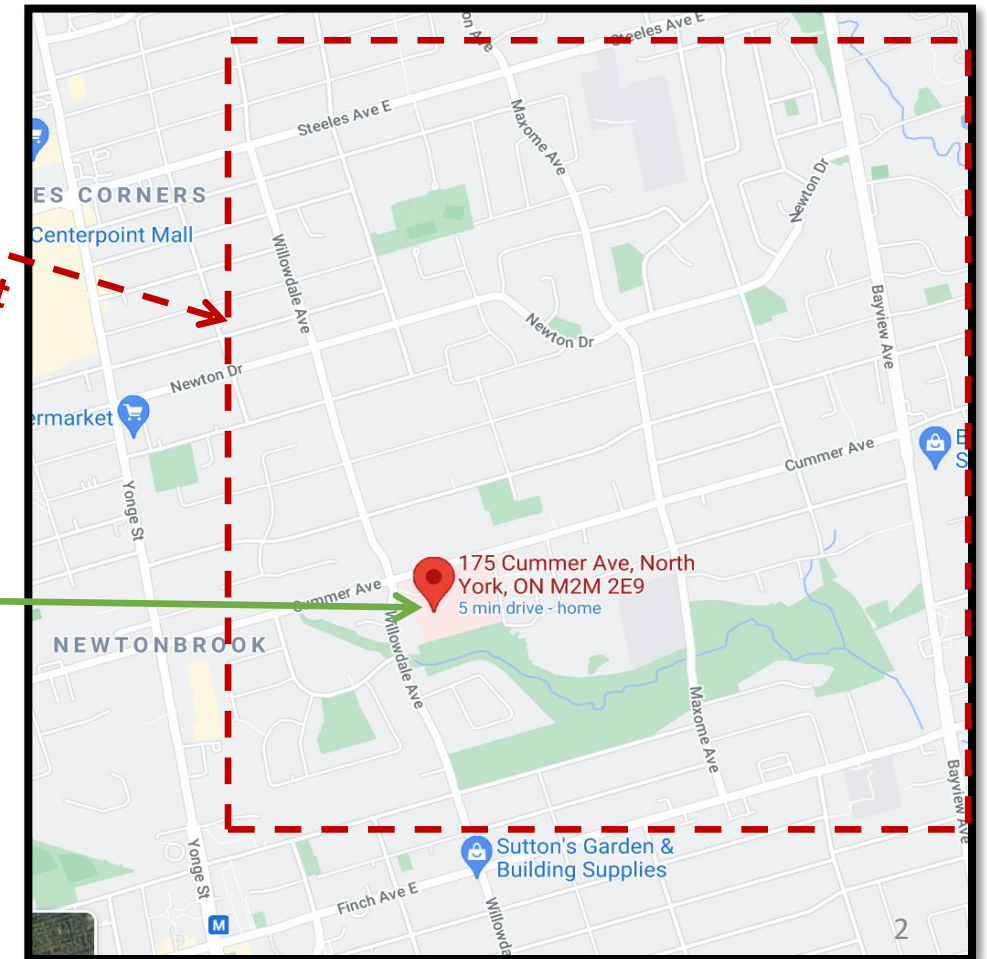 on Ave
Steeles Ave E
Steeles Ave E
Maxome Ave
ES CORNERS
Centerpoint Mall
Willowdale Ave
Newton Dr
Bayview Ave
Newton Dr
Newton Dr
ermarket
Cummer Ave
B
S
Yonge St
175 Cummer Ave, North
York, ON M2M 2E9
5 min drive - home
Cummer Ave
NEWTONBROOK
Willowdale Ave
Maxome Ave
Bayview Ave
Sutton's Garden &
Building Supplies
Yonge St
Finch Ave E
M
Willowda
2
t